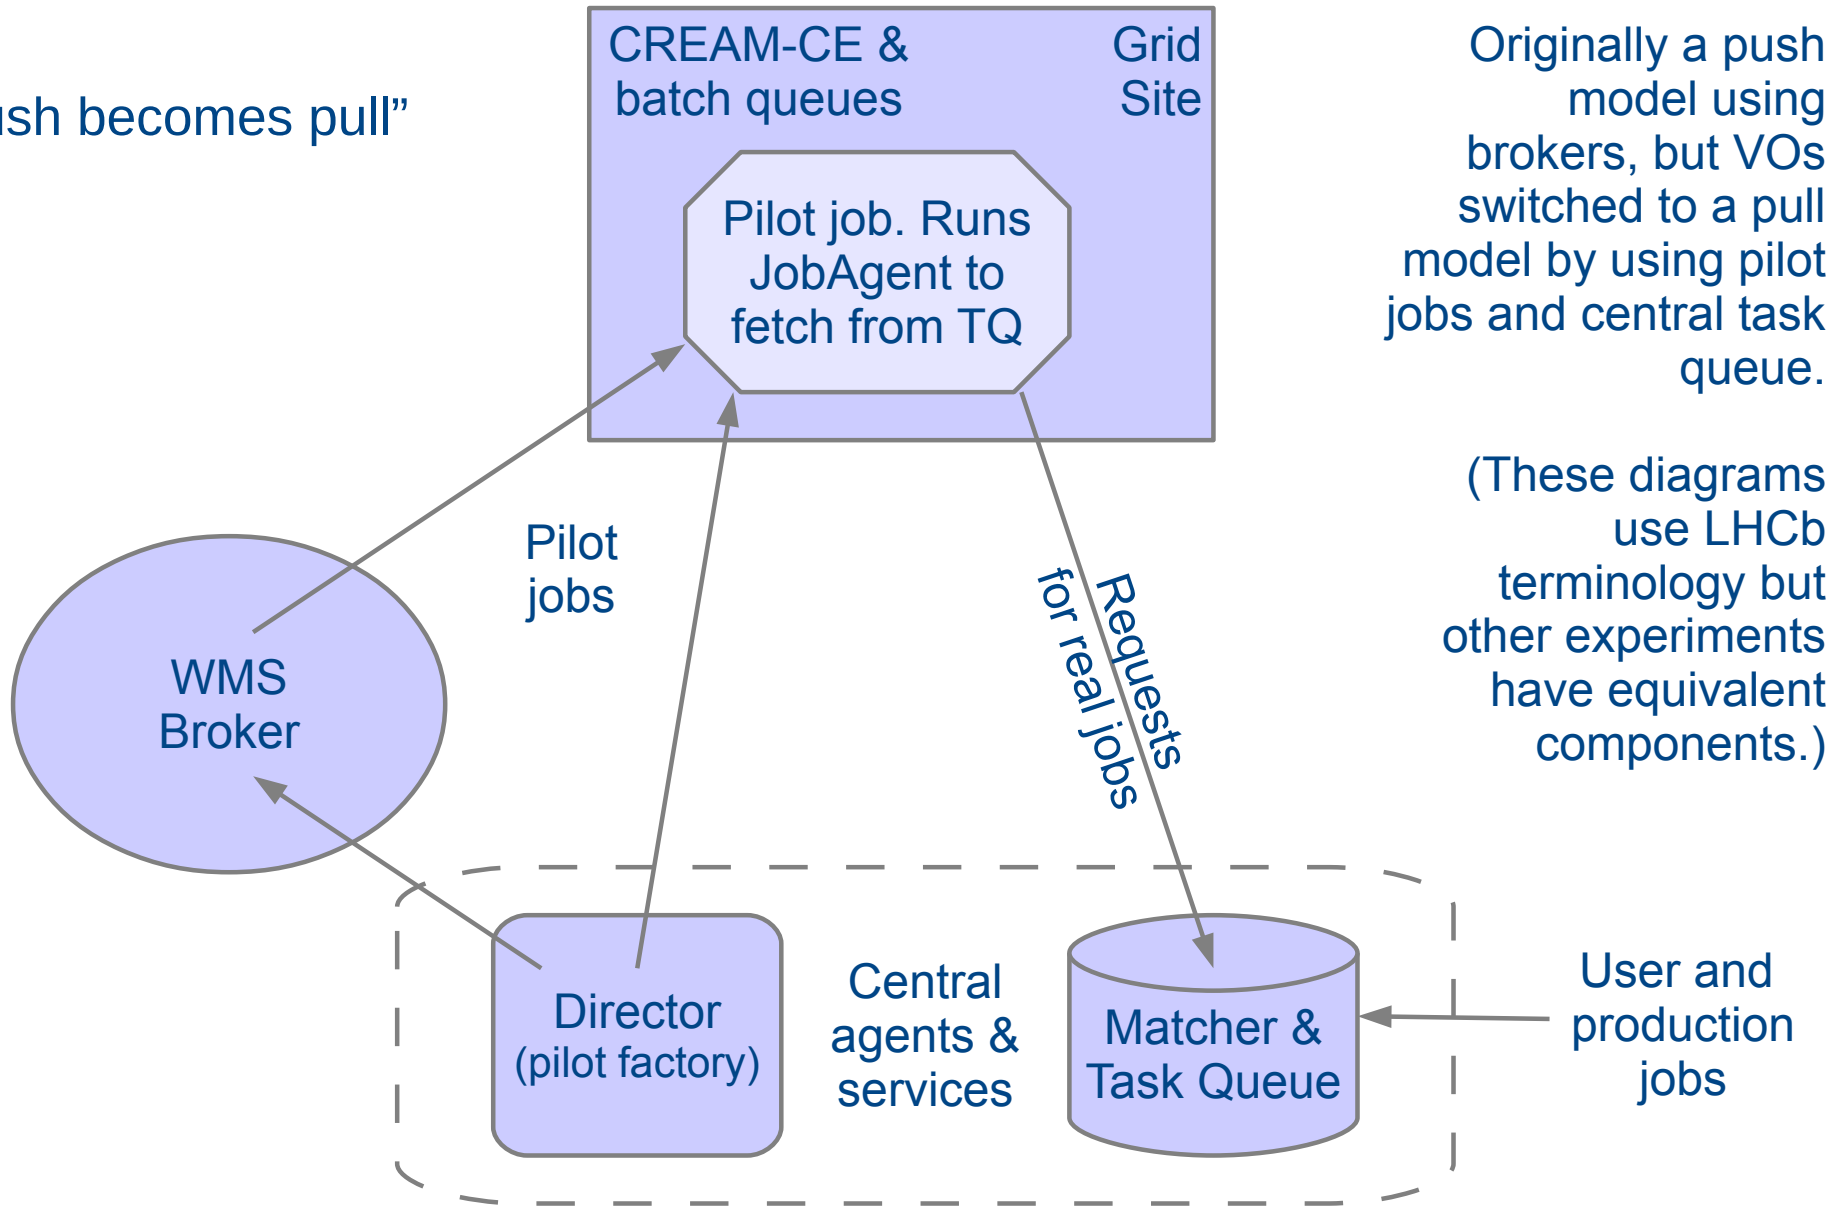 becomes pull”
CREAM-CE &
batch queues
Grid
Site
Pilot job. Runs
JobAgent to
fetch from TQ
Originally a push
model using
brokers, but VOs
switched to a pull
model by using pilot
jobs and central task
queue.
(These diagrams
use LHCb
terminology but
other experiments
have equivalent
components.)
Pilot
jobs
Requests
for real jobs
WMS
Broker
Director
(pilot factory)
Central
agents &
services
Matcher &
Task Queue
User and
production
jobs